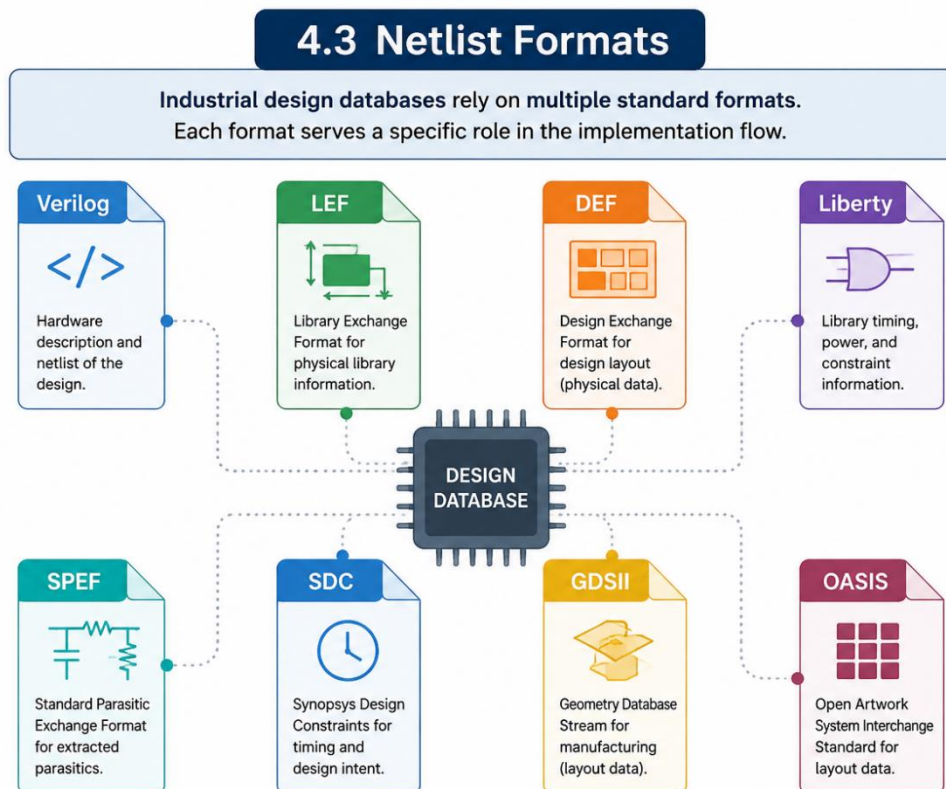 4.3 Netlist Formats
Industrial design databases rely on multiple standard formats.
Each format serves a specific role in the implementation flow.
Verilog
</>
Hardware
description and
netlist of the
design.
LEF
Library Exchange
Format for
physical library
information.
DEF
Design Exchange
Format for
design layout
(physical data).
Liberty
Library timing,
power, and
constraint
information.
DESIGN
DATABASE
SPEF
Standard Parasitic
Exchange Format
for extracted
parasitics.
SDC
Synopsys Design
Constraints for
timing and
design intent.
GDSII
Geometry Database
Stream for
manufacturing
(layout data).
OASIS
Open Artwork
System Interchange
Standard for
layout data.